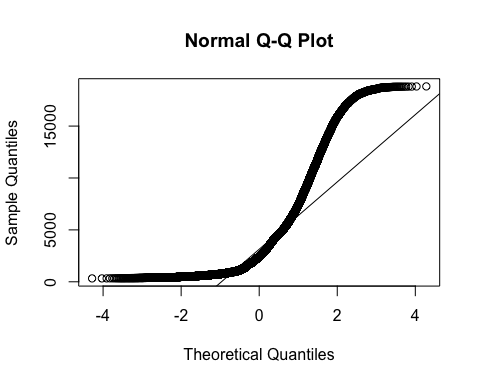 Normal Q-Q Plot
Sample Quantiles
15000
5000
0
-4 -2 0 2 4
Theoretical Quantiles